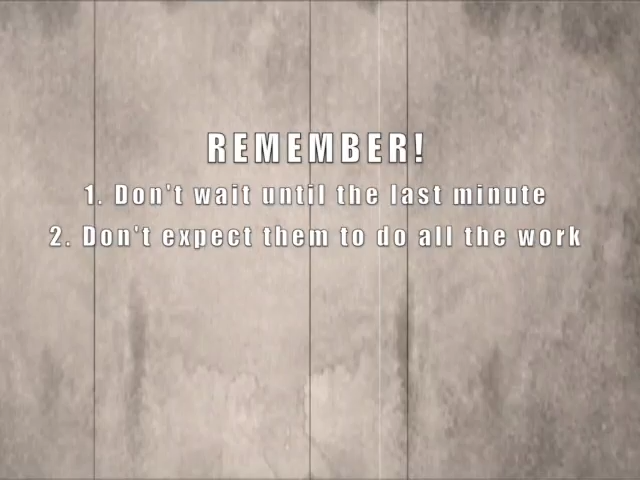 REMEMBER!
1. Don't wait until the last minute
2. Don't expect them to do all the work